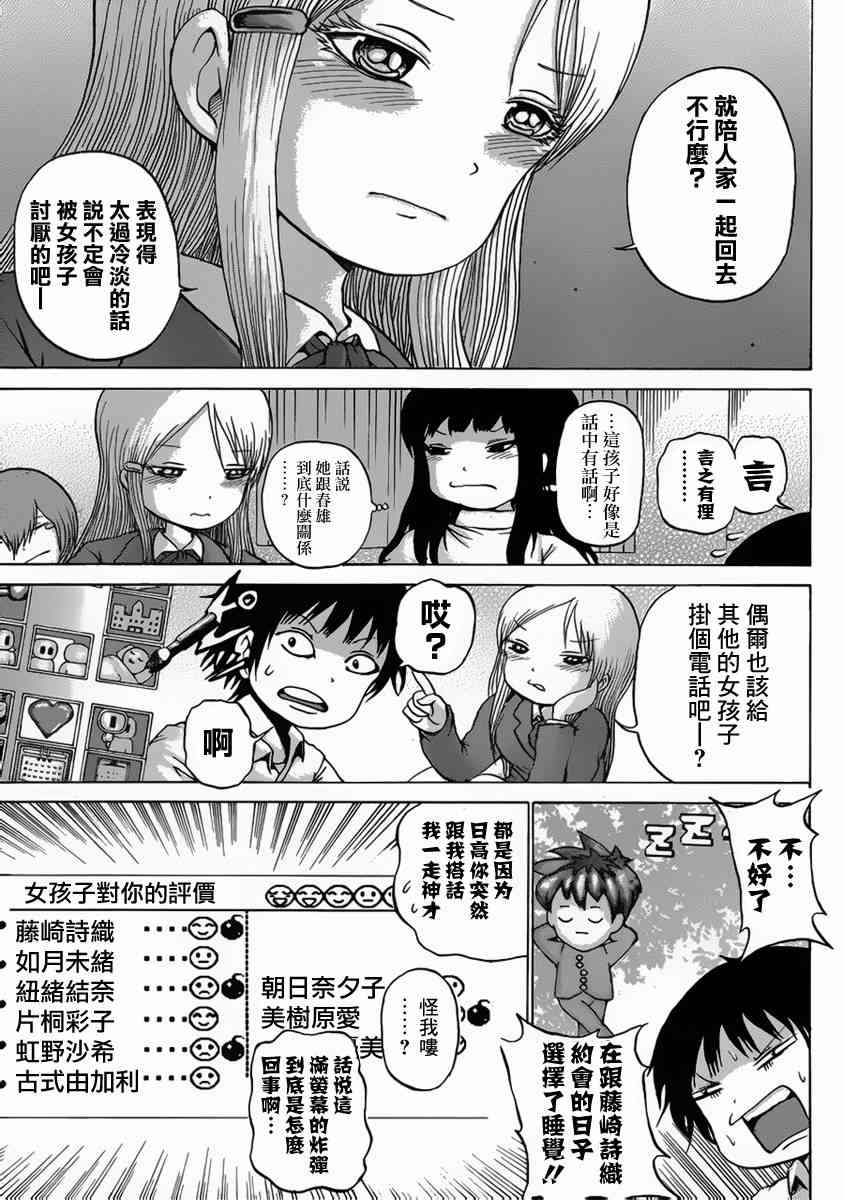 就陪人家一起回去
不行麼?
表現得
太過冷淡的話
說不定會
被女孩子
討厭的吧—
言
言之有理
……
…這孩子好像是
話中有話啊…
話說
她跟春雄
到底什麼關係
……?
偶爾也該給
其他的女孩子
掛個電話吧—?
哎?
啊
不…
不好了
ZZZ
在跟藤崎詩織
約會的日子
選擇了睡覺!!
都是因为
日高你突然
跟我搭話
我一走神才
怪我嘍
……?
話說這
滿螢幕的炸彈
到底是怎麼
回事啊…
女孩子對你的評價
藤崎詩織
如月未緒
紐緒結奈
片桐彩子
虹野沙希
古式由加利
朝日奈夕子
美樹原愛
美